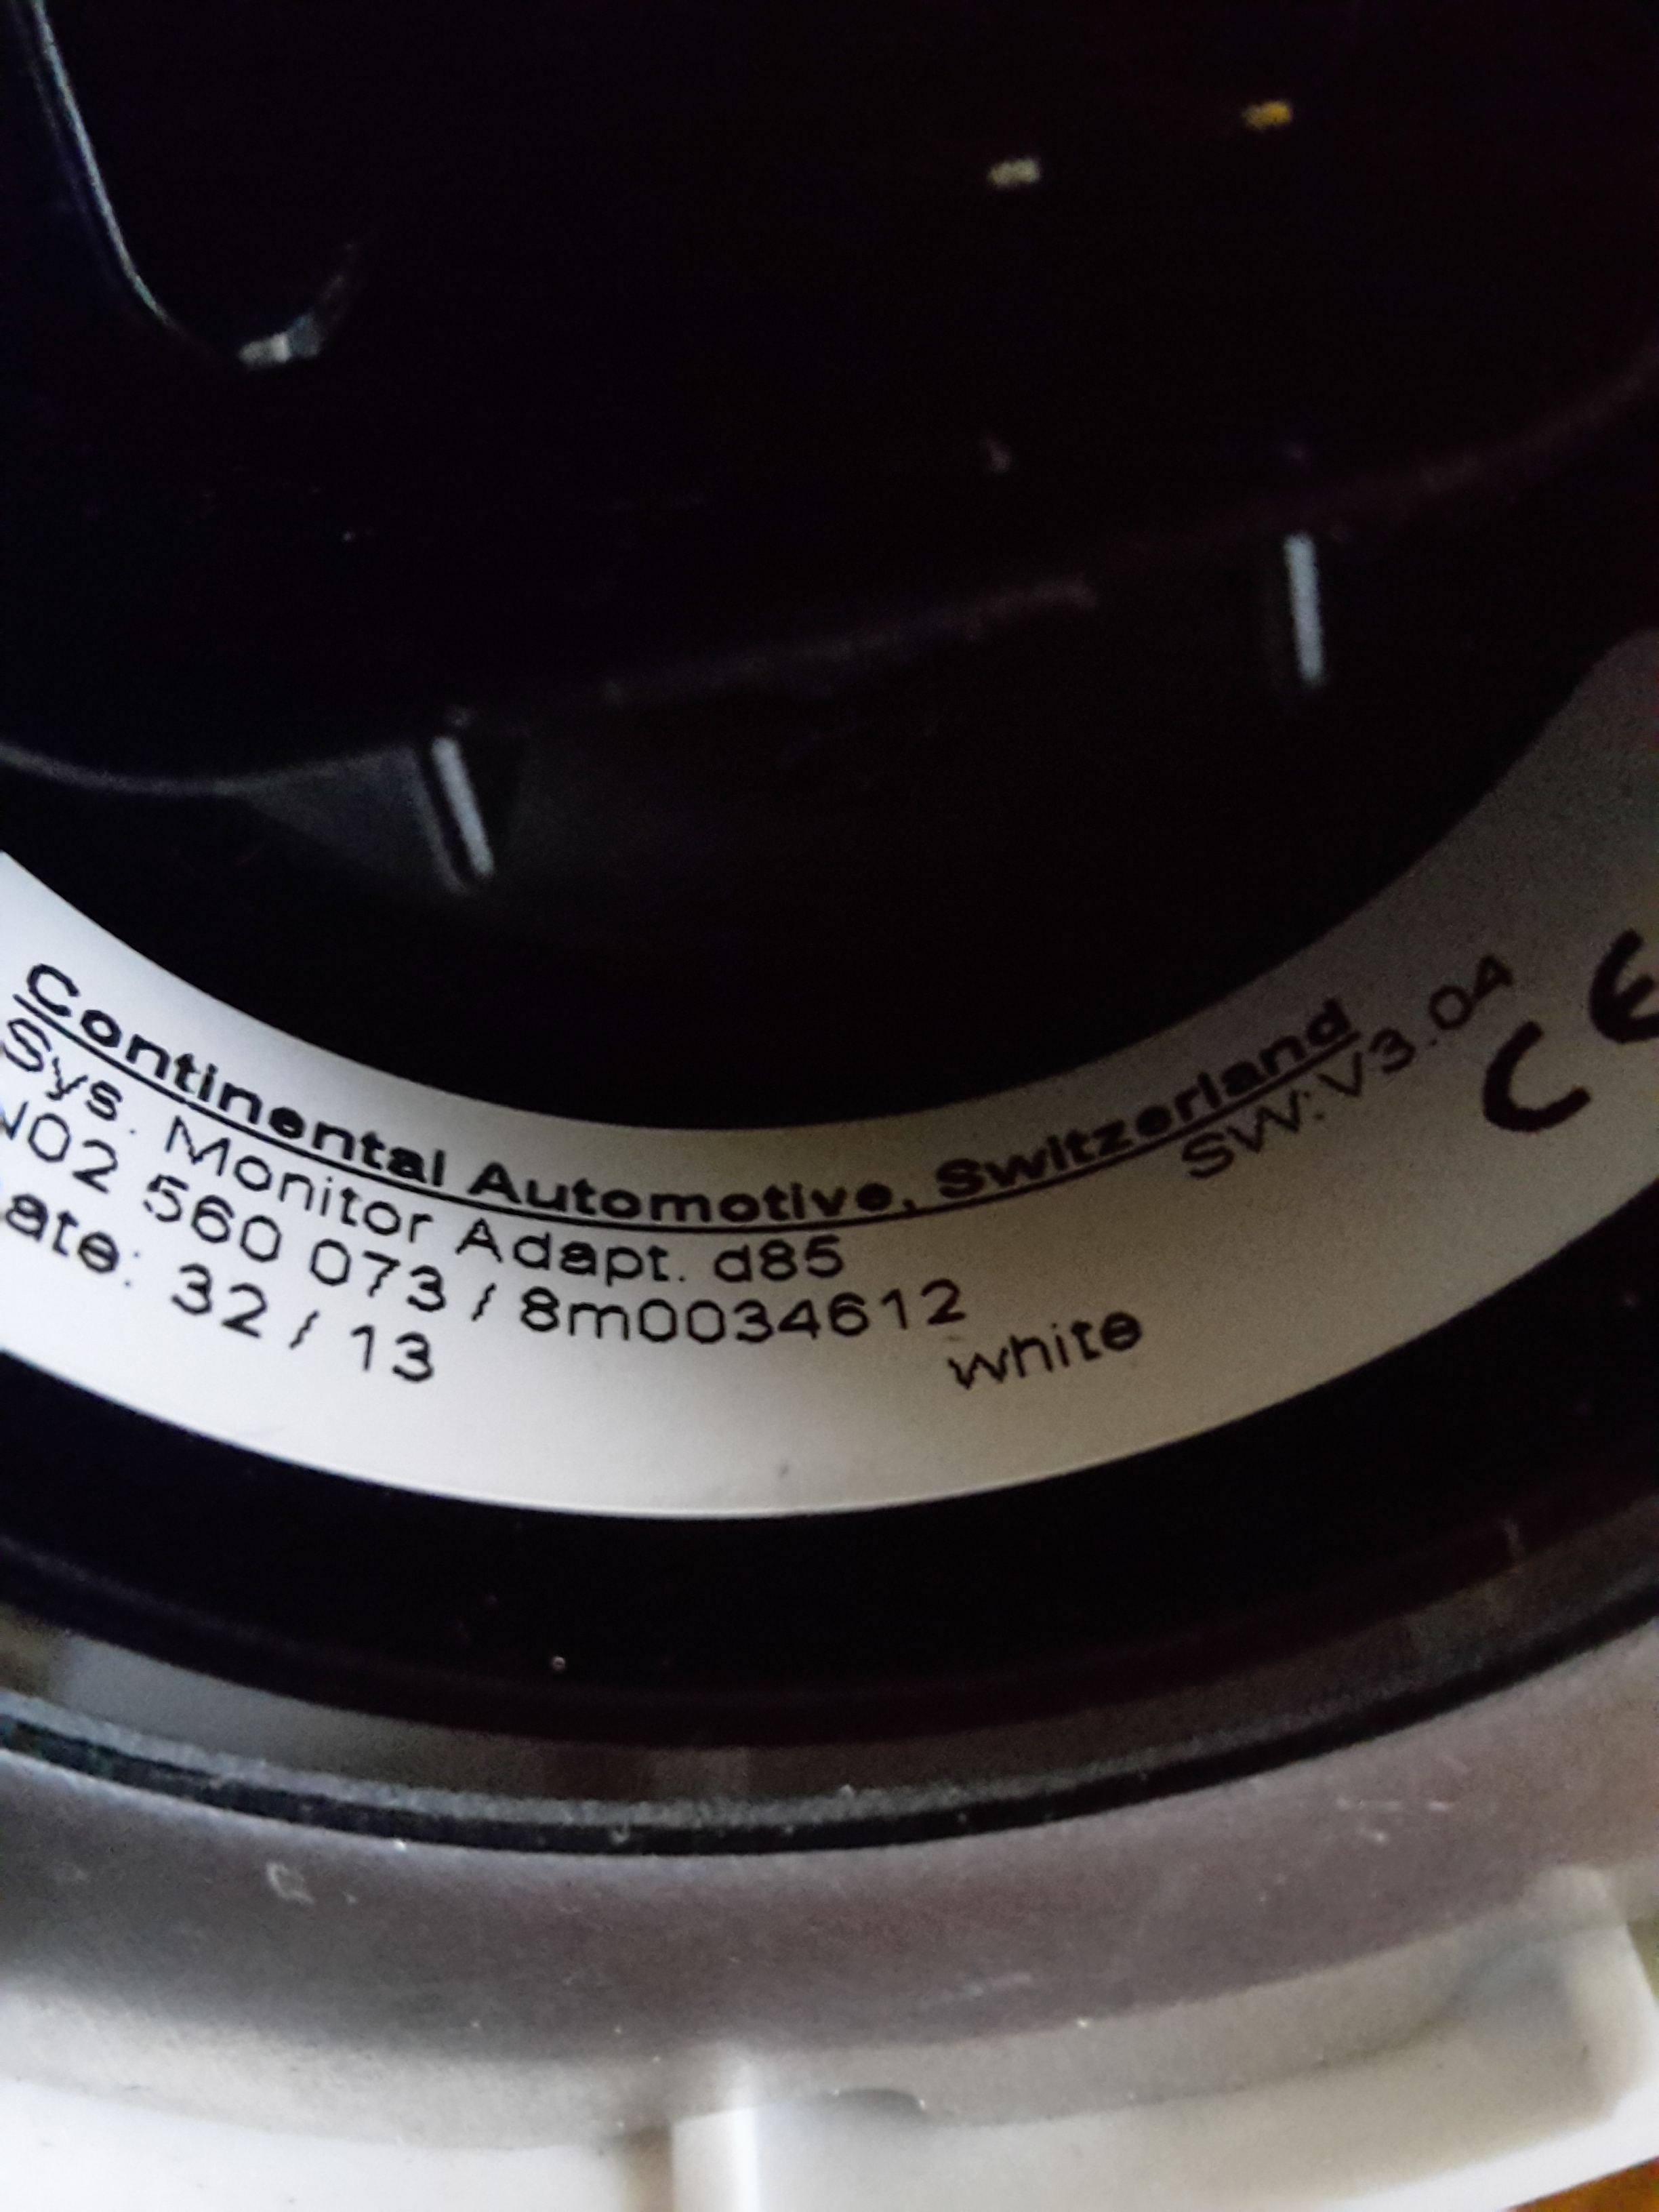 Continental Automotive, Switzerland
Sys. Monitor Adapt. d85
SW:V3.04
02 560 073 / 8m0034612
ate: 32 / 13
white
CE